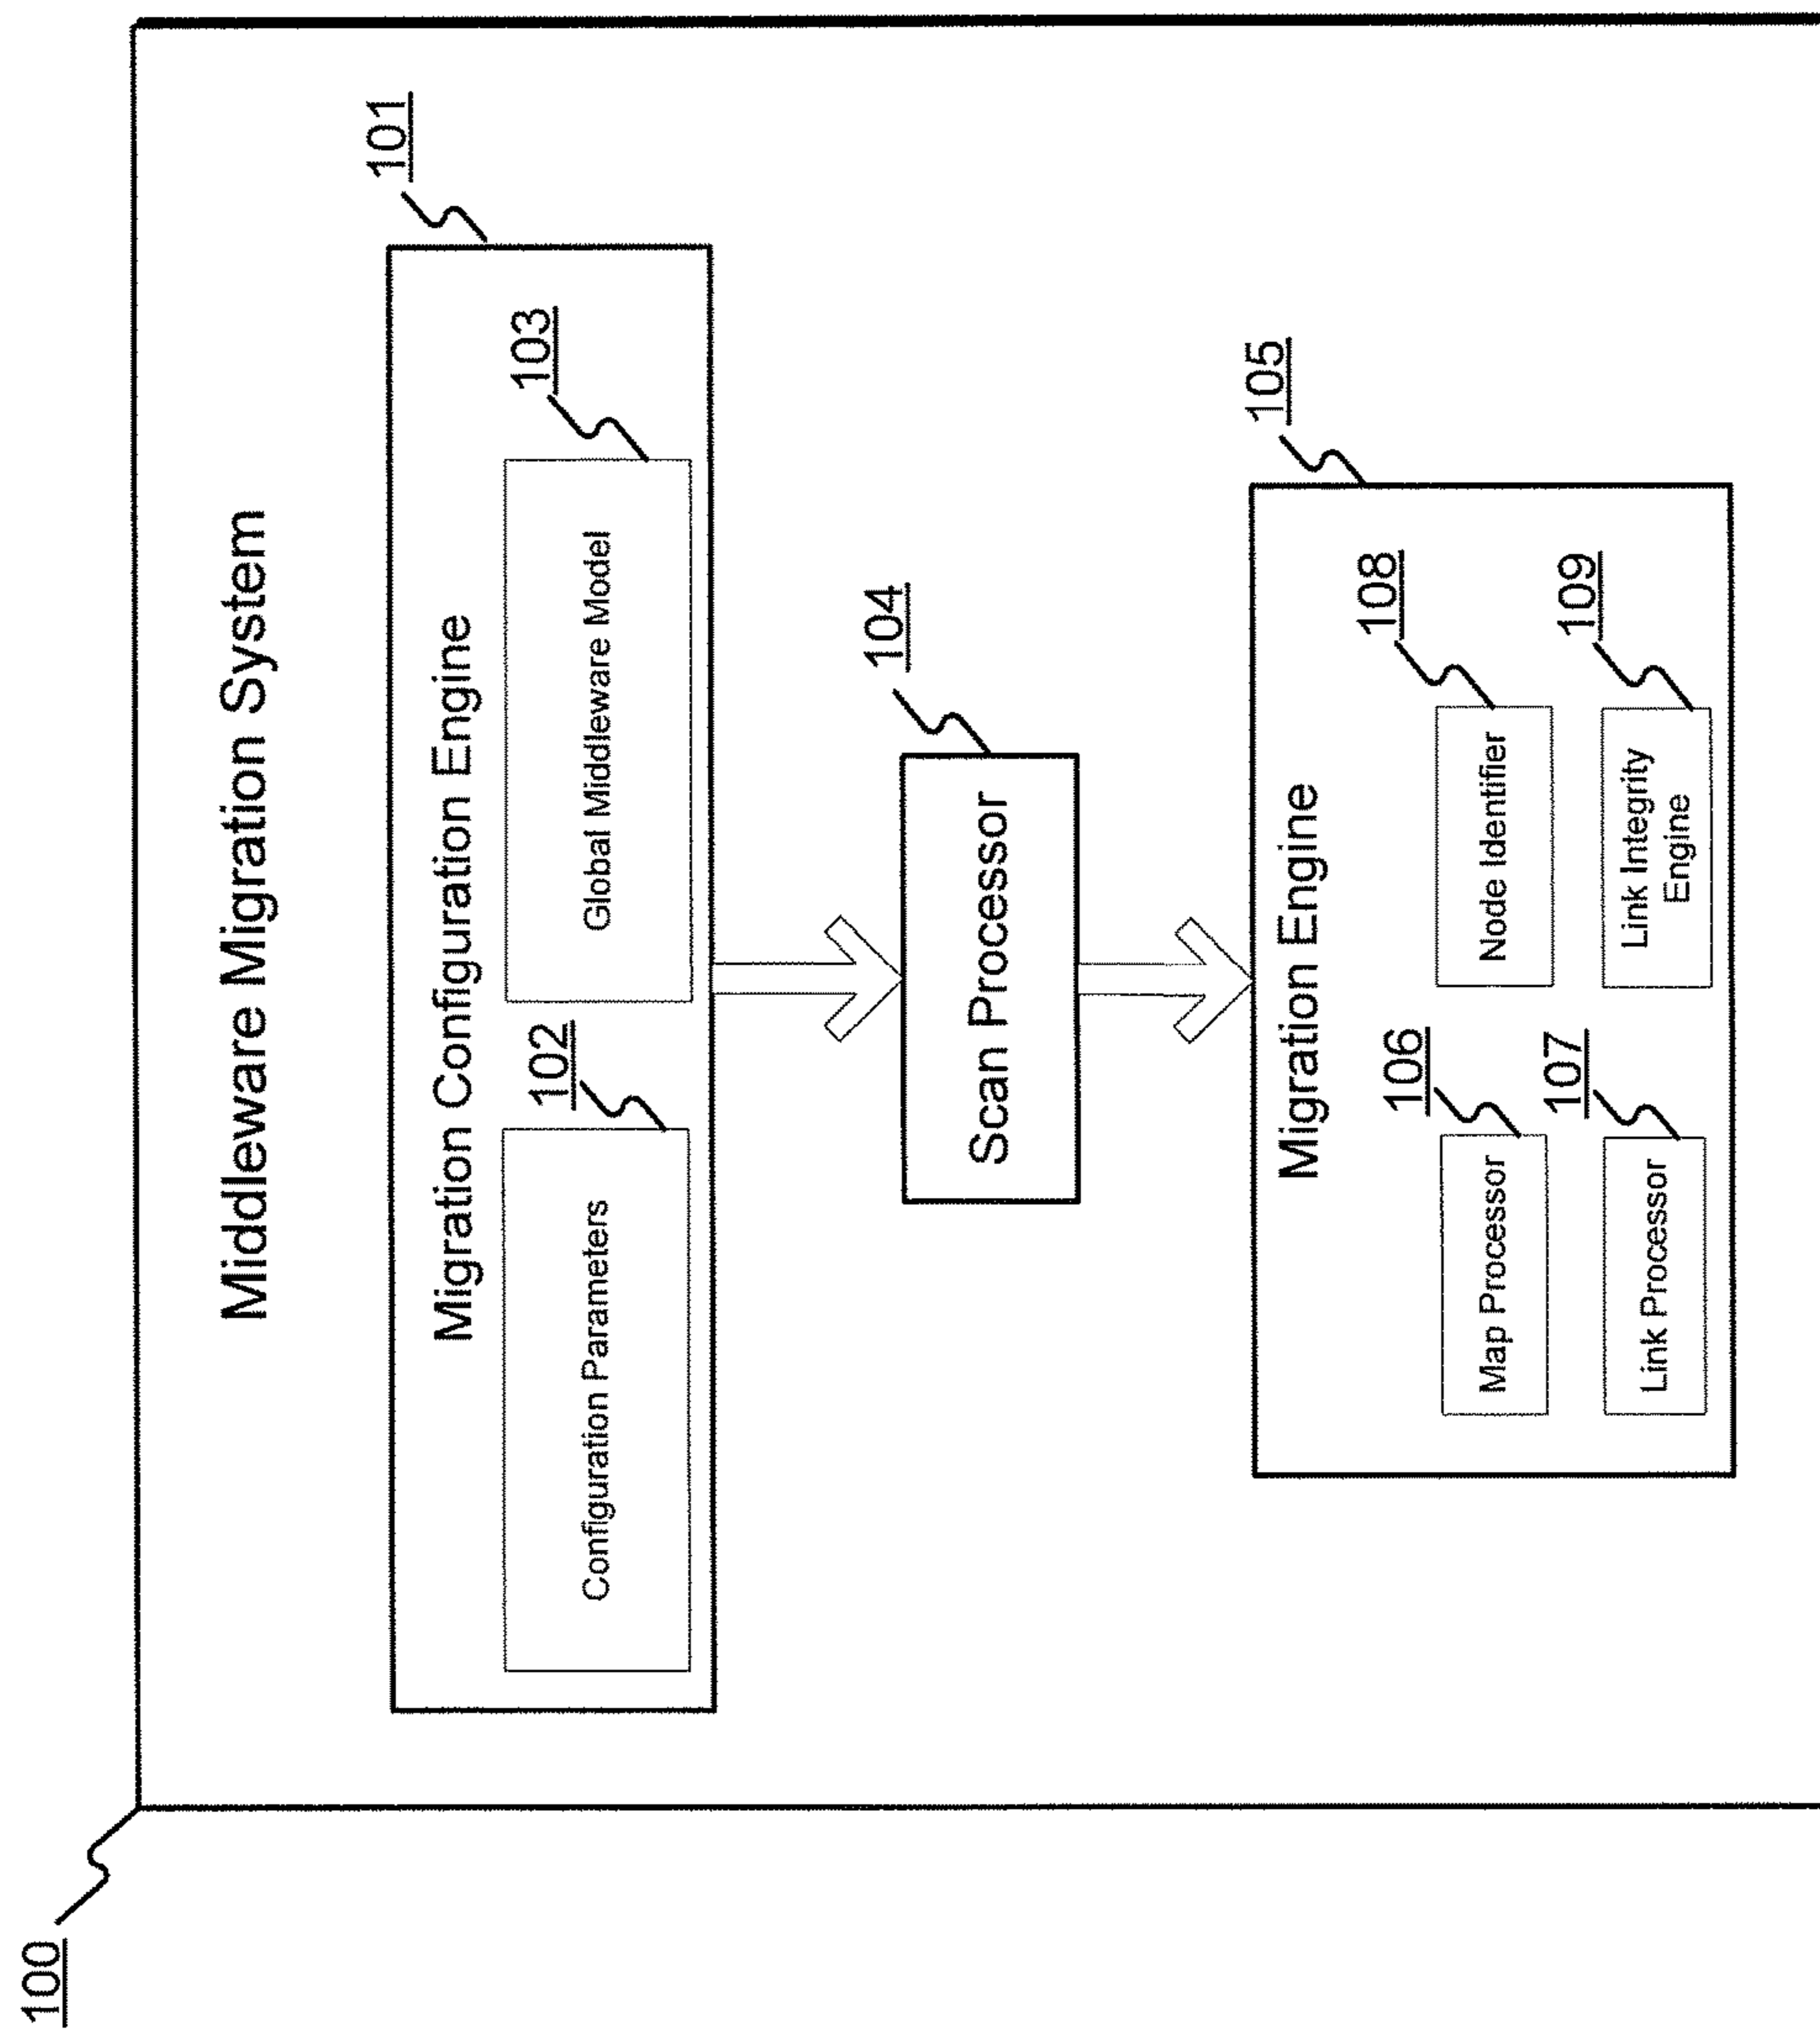 100
Middleware Migration System
101
Migration Configuration Engine
102
103
Configuration Parameters
Global Middleware Model
104
Scan Processor
105
Migration Engine
106
108
Map Processor
Node Identifier
107
109
Link Processor
Link Integrity
Engine